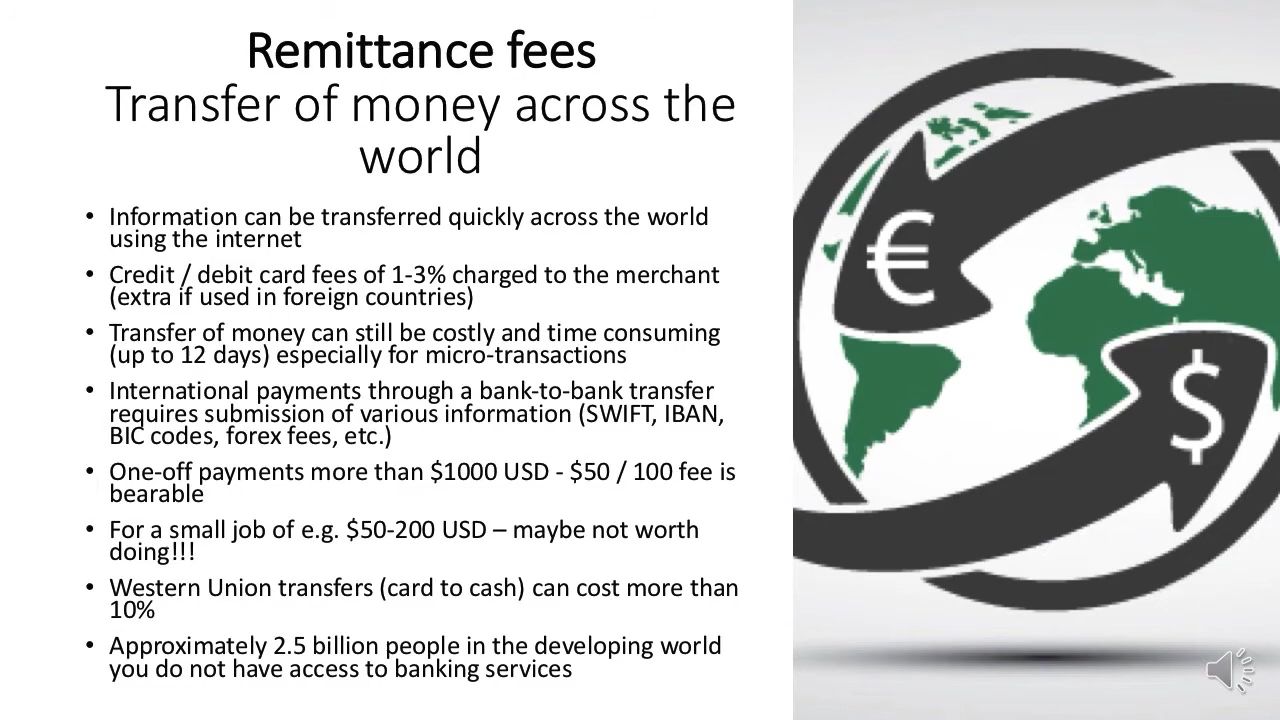 Remittance fees
Transfer of money across the
world
• Information can be transferred quickly across the world
using the internet
• Credit / debit card fees of 1-3% charged to the merchant
(extra if used in foreign countries)
• Transfer of money can still be costly and time consuming
(up to 12 days) especially for micro-transactions
• International payments through a bank-to-bank transfer
requires submission of various information (SWIFT, IBAN,
BIC codes, forex fees, etc.)
• One-off payments more than $1000 USD - $50 / 100 fee is
bearable
• For a small job of e.g. $50-200 USD – maybe not worth
doing!!!
• Western Union transfers (card to cash) can cost more than
10%
• Approximately 2.5 billion people in the developing world
you do not have access to banking services
€
$